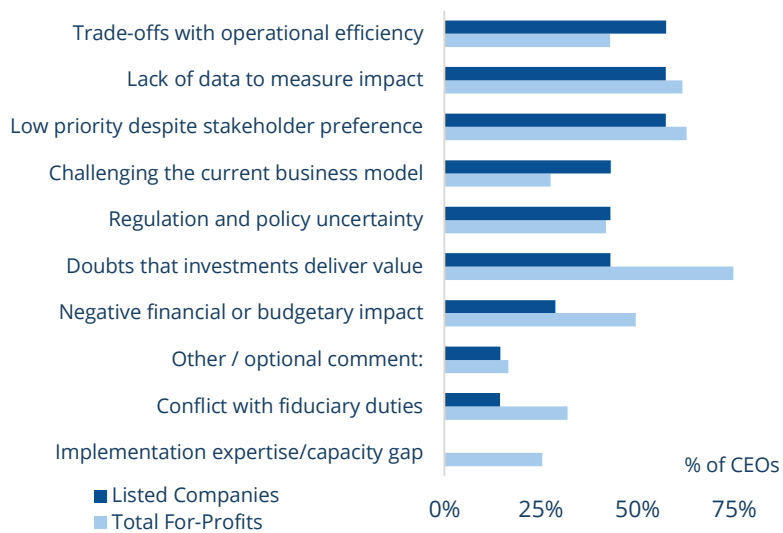 Trade-offs with operational efficiency
Lack of data to measure impact
Low priority despite stakeholder preference
Challenging the current business model
Regulation and policy uncertainty
Doubts that investments deliver value
Negative financial or budgetary impact
Other / optional comment:
Conflict with fiduciary duties
Implementation expertise/capacity gap
% of CEOs
Listed Companies
Total For-Profits
0% 25% 50% 75%